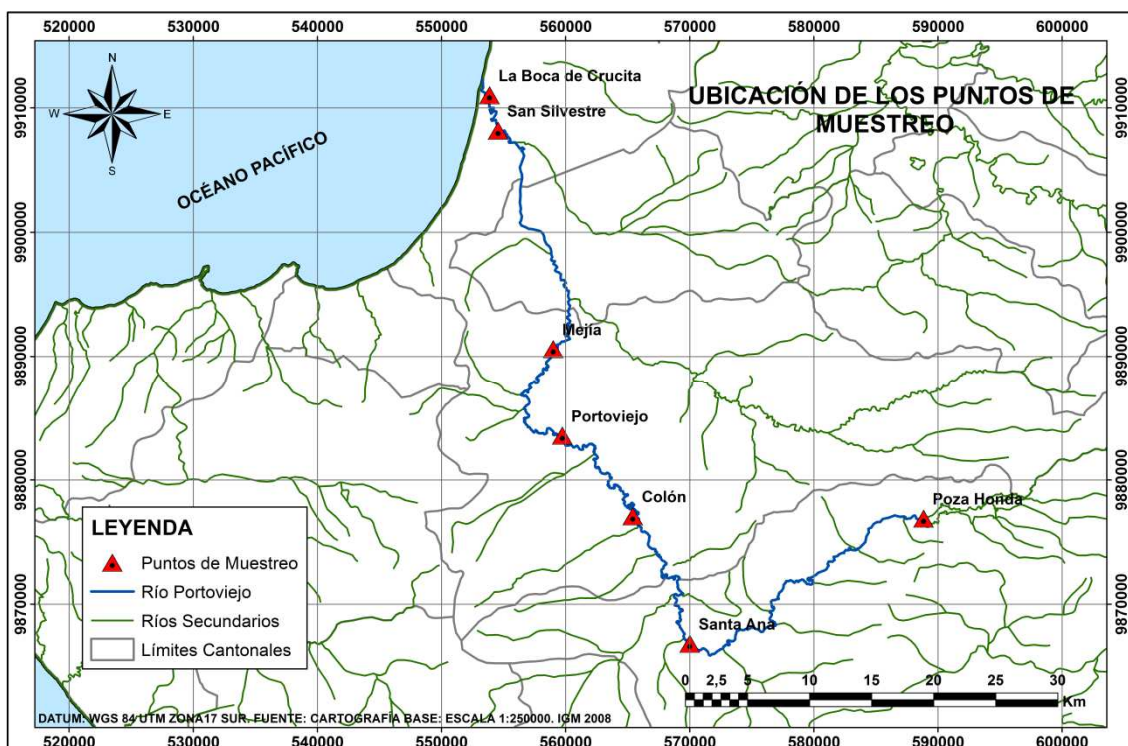 520000 530000 540000 550000 560000 570000 580000 590000 600000
N
W E
S
OCÉANO PACÍFICO
UBICACIÓN DE LOS PUNTOS DE
MUESTREO
La Boca de Crucita
San Silvestre
Mejía
Portoviejo
Colón
Poza Honda
Santa Ana
9910000
9900000
9890000
9880000
9870000
9910000
9900000
9890000
9880000
9870000
LEYENDA
Puntos de Muestreo
Río Portoviejo
Ríos Secundarios
Límites Cantonales
0 2,5 5 10 15 20 25 30
Km
DATUM: WGS 84 UTM ZONA17 SUR. FUENTE: CARTOGRAFÍA BASE: ESCALA 1:250000. IGM 2008
520000 530000 540000 550000 560000 570000 580000 590000 600000